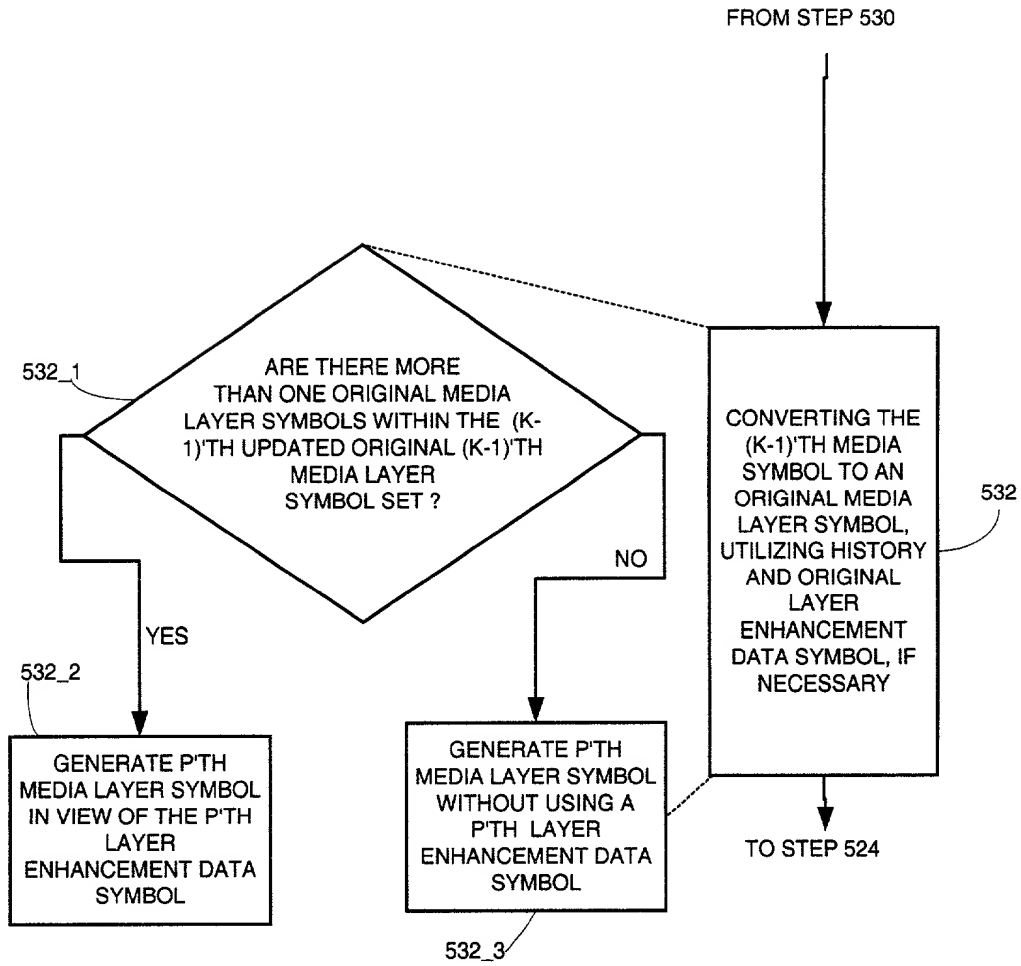 FROM STEP 530
532_1
ARE THERE MORE
THAN ONE ORIGINAL MEDIA
LAYER SYMBOLS WITHIN THE (K-
1)'TH UPDATED ORIGINAL (K-1)'TH
MEDIA LAYER
SYMBOL SET ?
YES
NO
532_2
GENERATE P'TH
MEDIA LAYER SYMBOL
IN VIEW OF THE P'TH
LAYER
ENHANCEMENT DATA
SYMBOL
GENERATE P'TH
MEDIA LAYER SYMBOL
WITHOUT USING A
P'TH LAYER
ENHANCEMENT DATA
SYMBOL
532_3
CONVERTING THE
(K-1)'TH MEDIA
SYMBOL TO AN
ORIGINAL MEDIA
LAYER SYMBOL,
UTILIZING HISTORY
AND ORIGINAL
LAYER
ENHANCEMENT
DATA SYMBOL, IF
NECESSARY
532
TO STEP 524